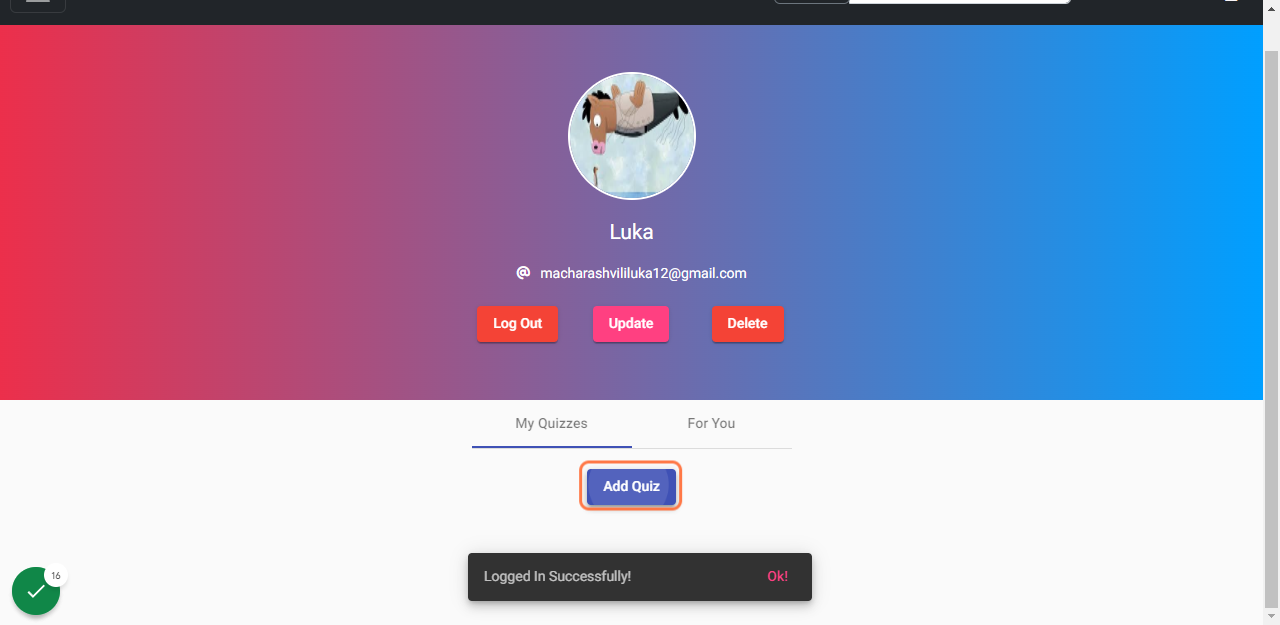 Luka
@ macharashvililuka12@gmail.com
Log Out
Update
Delete
My Quizzes
For You
Add Quiz
Logged In Successfully!
Ok!
16